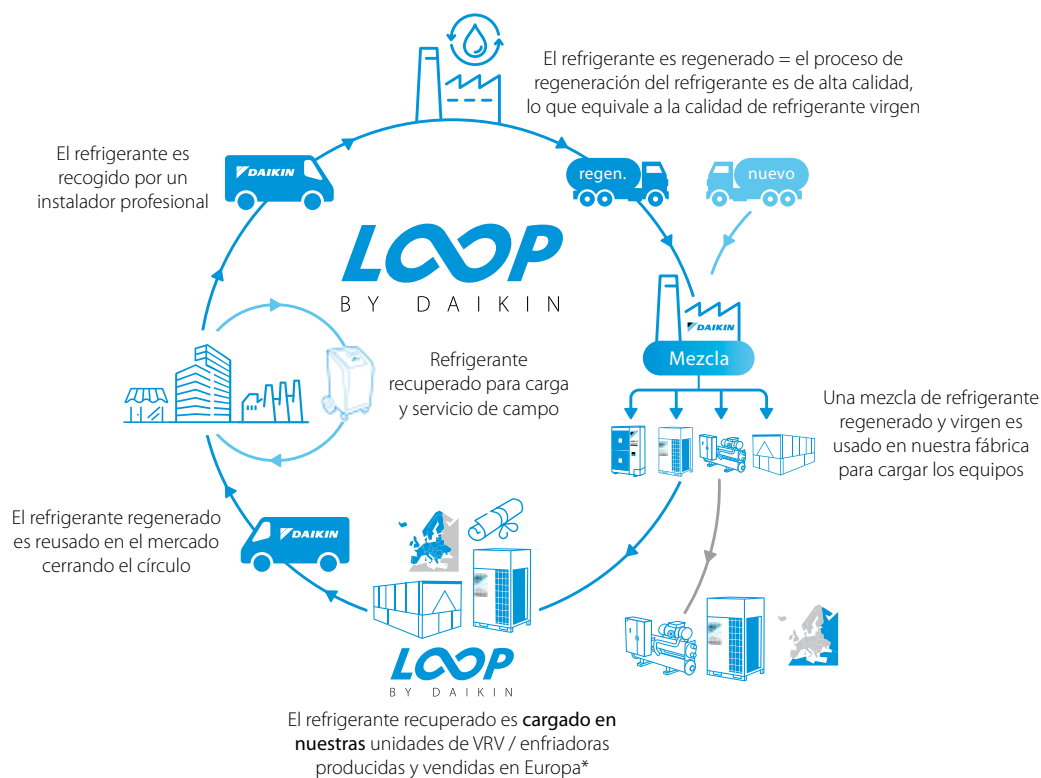 El refrigerante es regenerado = el proceso de
regeneración del refrigerante es de alta calidad,
lo que equivale a la calidad de refrigerante virgen
El refrigerante es
recogido por un
instalador profesional
DAIKIN
regen.
nuevo
LOOP
BY DAIKIN
DAIKIN
Mezcla
Refrigerante
recuperado para carga
y servicio de campo
Una mezcla de refrigerante
regenerado y virgen es
usado en nuestra fábrica
para cargar los equipos
El refrigerante regenerado
es reusado en el mercado
cerrando el círculo
DAIKIN
LOOP
BY DAIKIN
El refrigerante recuperado es cargado en
nuestras unidades de VRV / enfriadoras
producidas y vendidas en Europa*